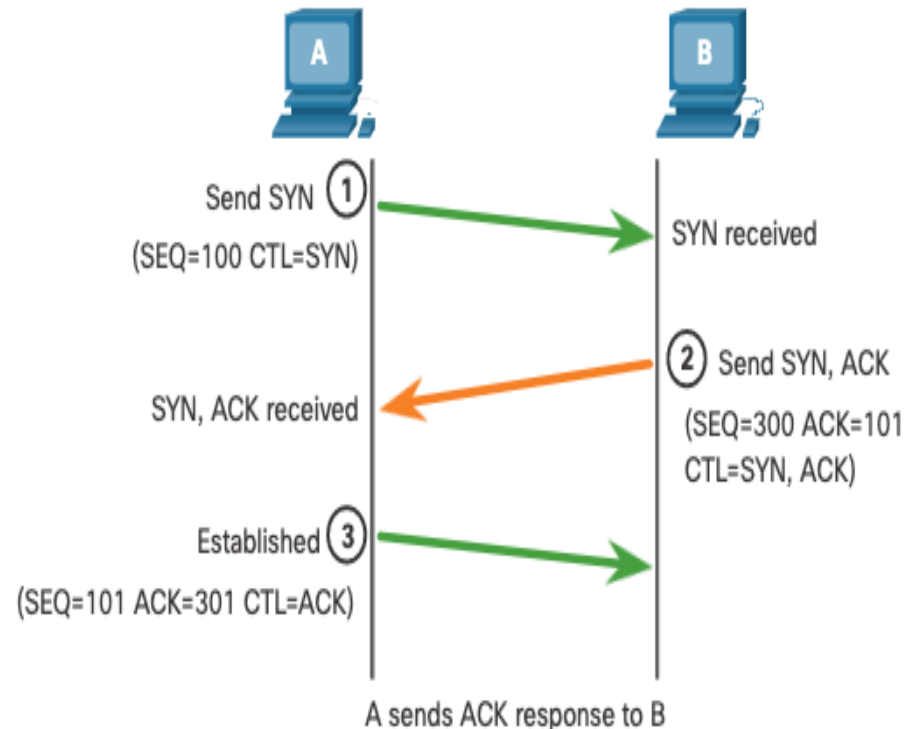 A
B
Send SYN 1
(SEQ=100 CTL=SYN)
SYN received
2 Send SYN, ACK
SYN, ACK received
(SEQ=300 ACK=101
CTL=SYN, ACK)
Established 3
(SEQ=101 ACK=301 CTL=ACK)
A sends ACK response to B